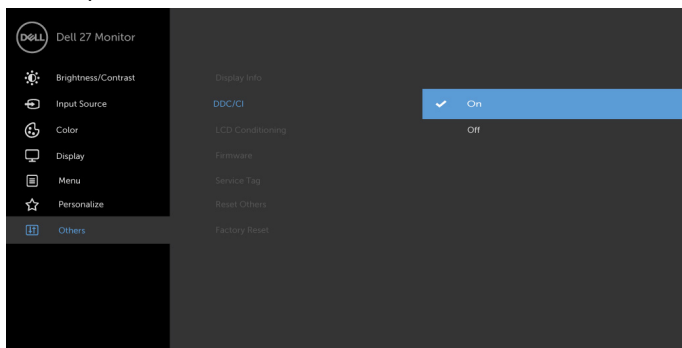 DELL
Dell 27 Monitor
Brightness/Contrast
Input Source
Color
Display
Menu
Personalize
Others
Display Info
DDC/CI
LCD Conditioning
Firmware
Service Tag
Reset Others
Factory Reset
On
Off